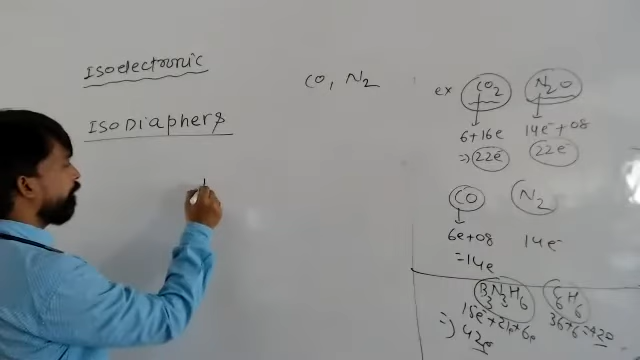 Isoelectronic
CO, N2
IsoDiaphers
ex CO2 N2O
6+16e 14e-+08
=> 22e- 22e-
CO N2
6e+08 14e-
=14e
B3N3H6 C6H6
15e-+21e+6e 36+6=420
=> 42e